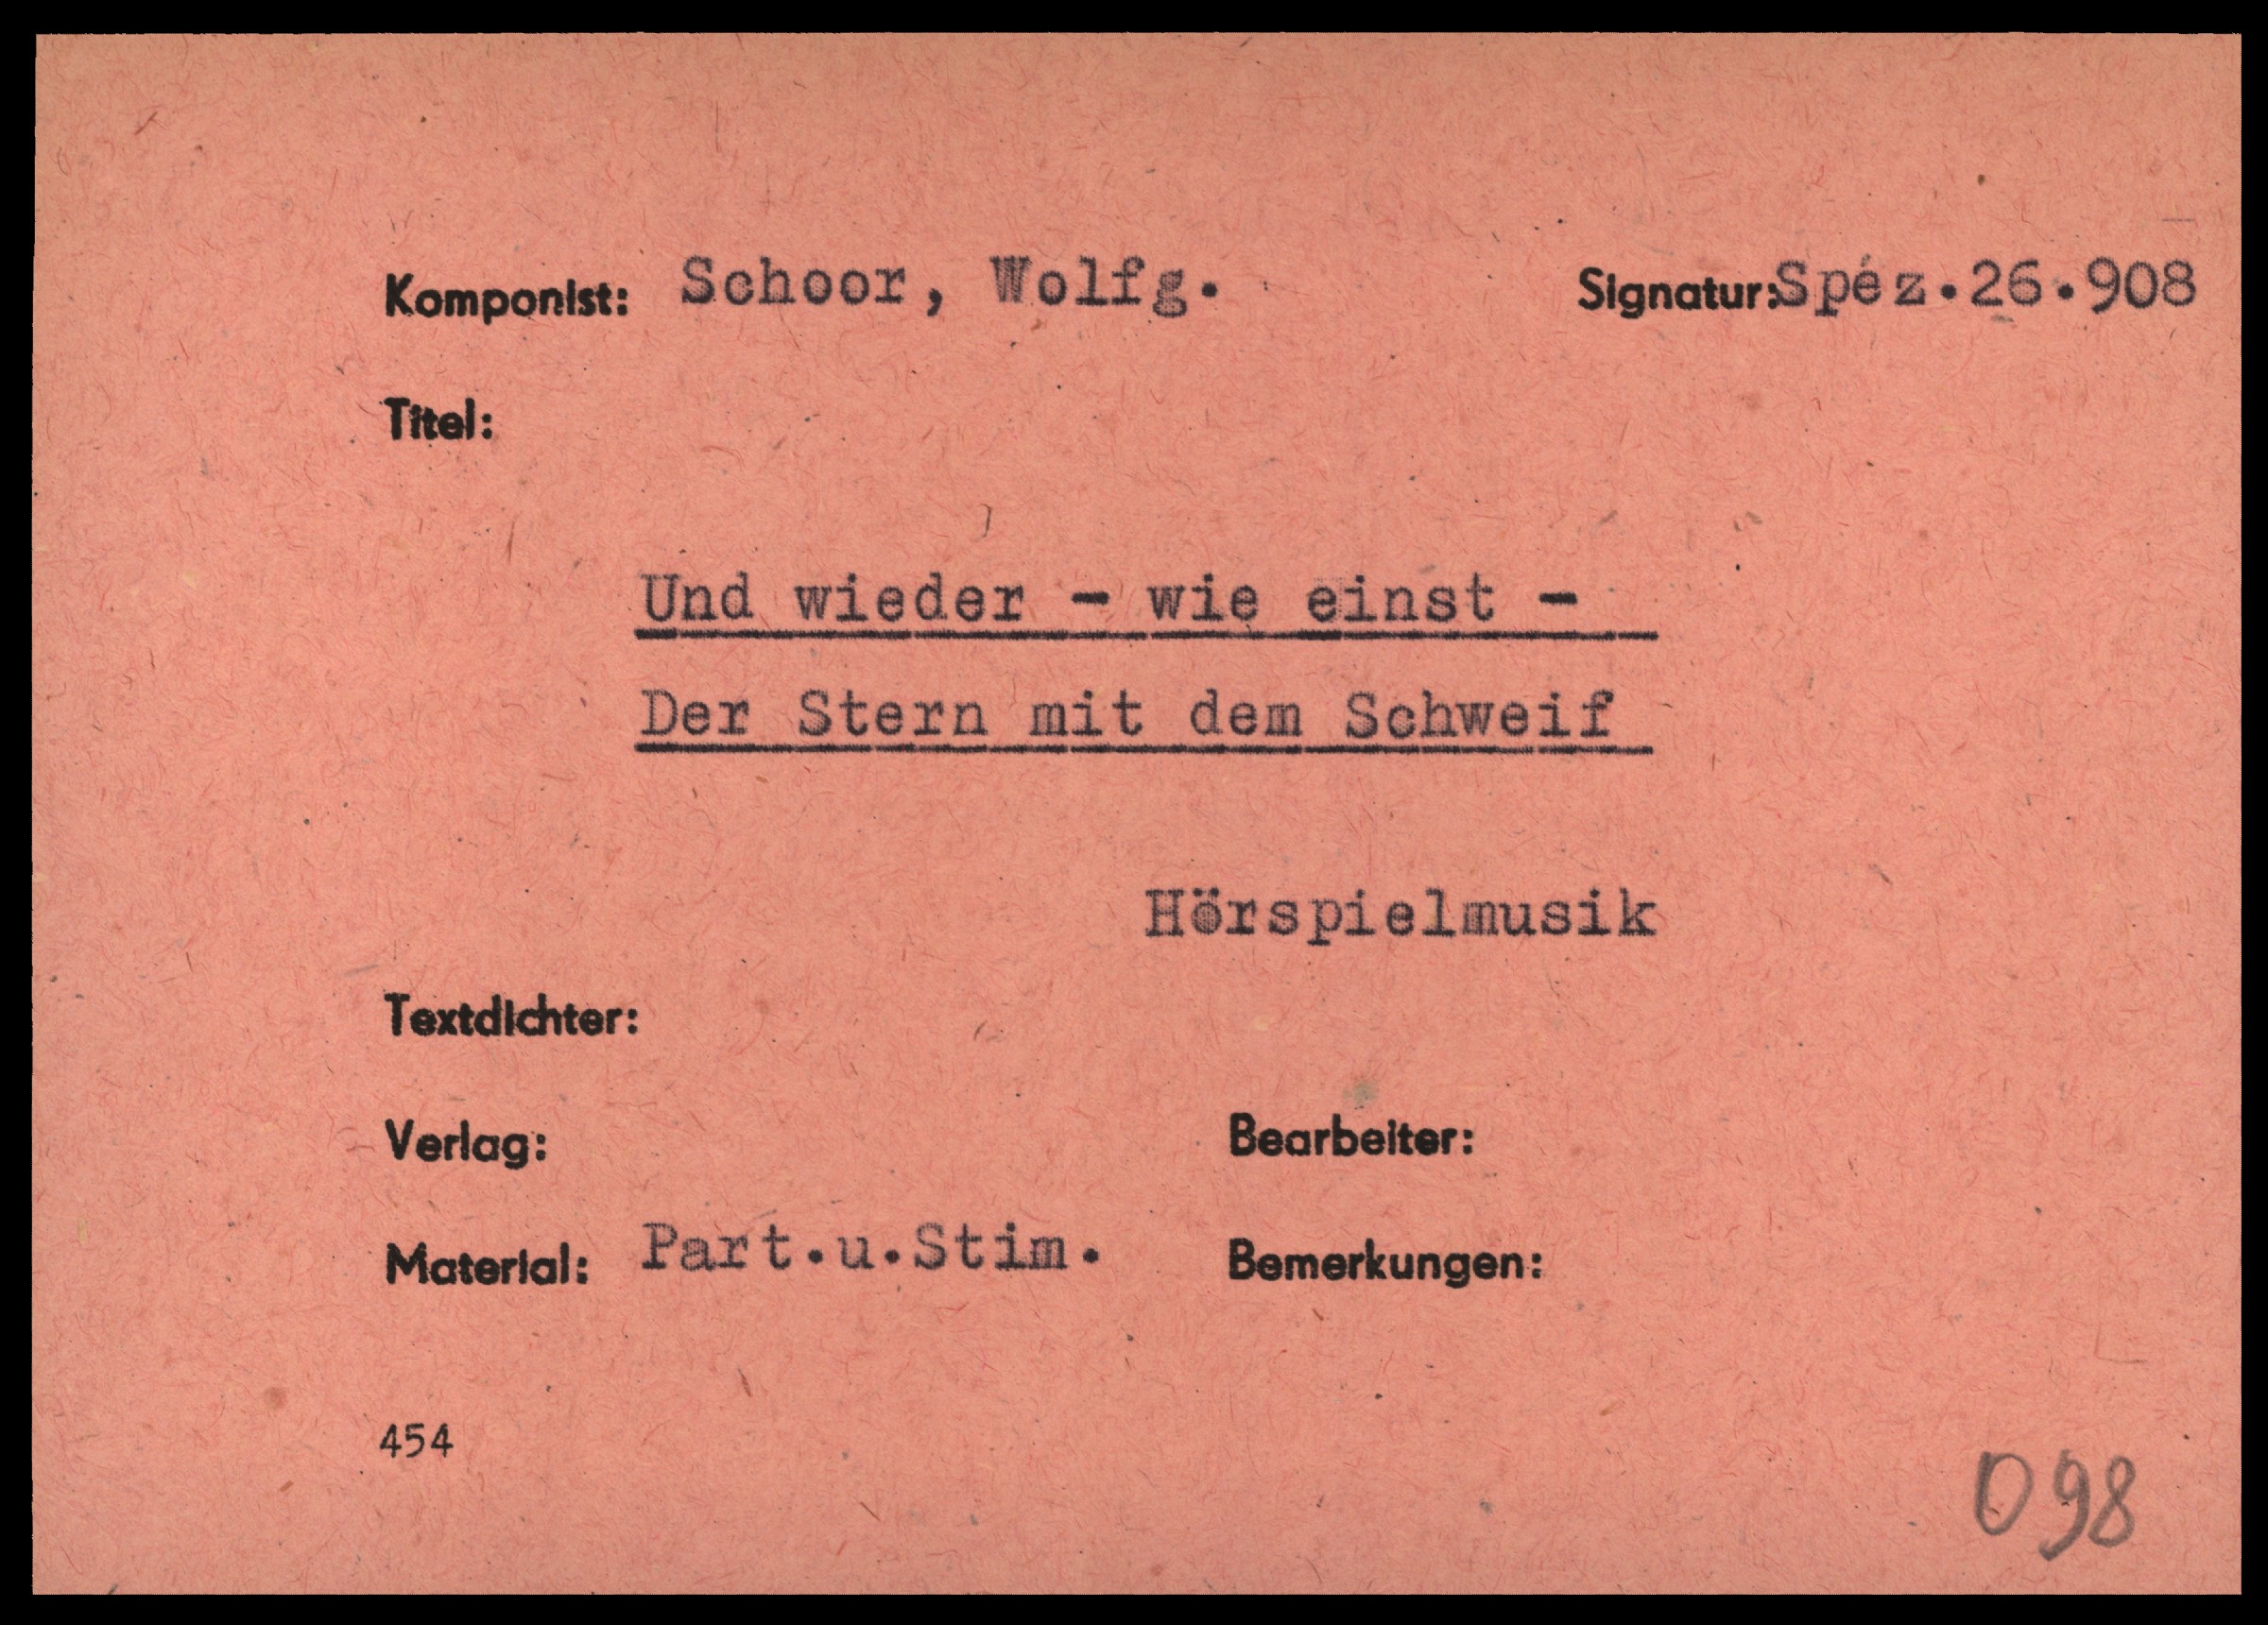 Komponist: Schoor, Wolfg. Signatur: Spez.26.908
Titel:
Und wieder - wie einst -
Der Stern mit dem Schweif
Hörspielmusik
Textdichter:
Verlag: Bearbeiter:
Material: Part.u.Stim. Bemerkungen:
454
098